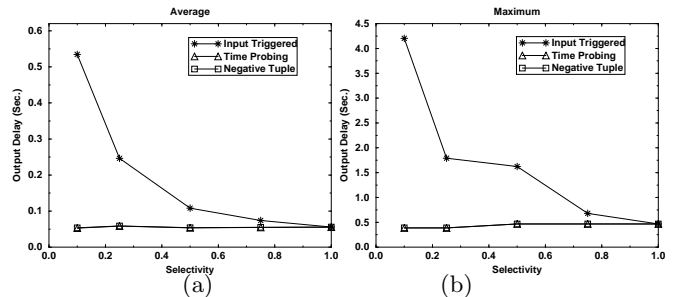 Average
Output Delay (Sec.)
0.6
0.5
0.4
0.3
0.2
0.1
0.0
Input Triggered
Time Probing
Negative Tuple
0.0 0.2 0.4 0.6 0.8 1.0
Selectivity
(a)
Maximum
Output Delay (Sec.)
4.5
4.0
3.5
3.0
2.5
2.0
1.5
1.0
0.5
0.0
Input Triggered
Time Probing
Negative Tuple
0.0 0.2 0.4 0.6 0.8 1.0
Selectivity
(b)